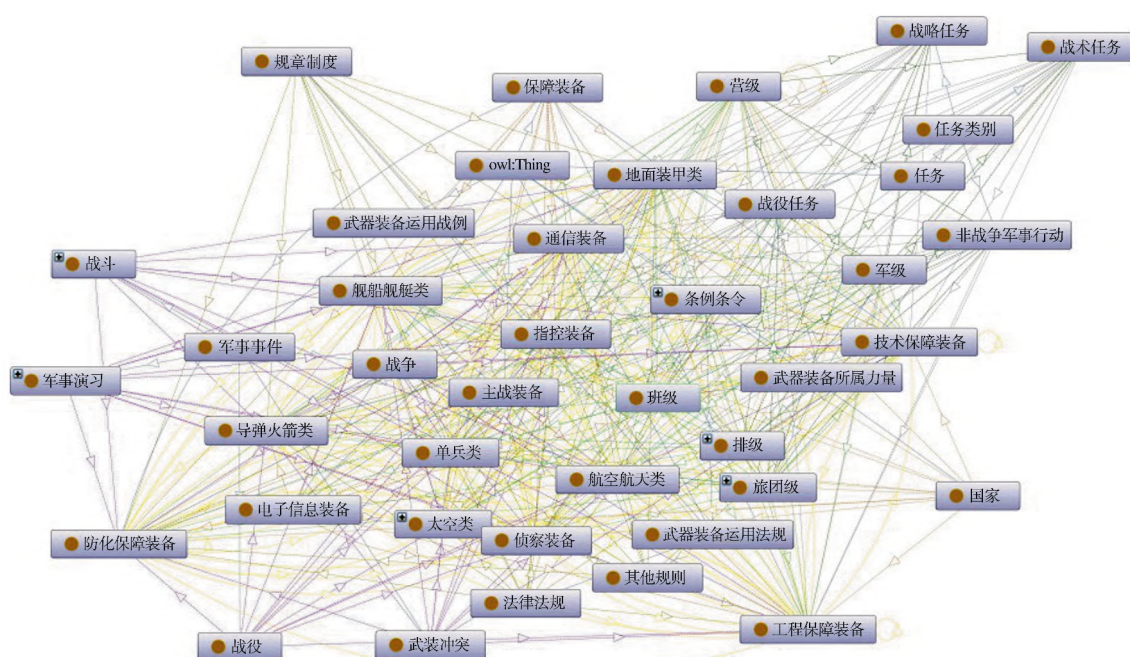 战略任务
战术任务
规章制度
保障装备
营级
任务类别
owl:Thing
地面装甲类
任务
战役任务
武器装备运用战例
通信装备
非战争军事行动
战斗
军级
舰船舰艇类
条例条令
指控装备
技术保障装备
军事事件
战争
军事演习
武器装备所属力量
主战装备
班级
导弹火箭类
单兵类
排级
航空航天类
旅团级
国家
电子信息装备
太空类
武器装备运用法规
防化保障装备
侦察装备
其他规则
法律法规
工程保障装备
战役
武装冲突